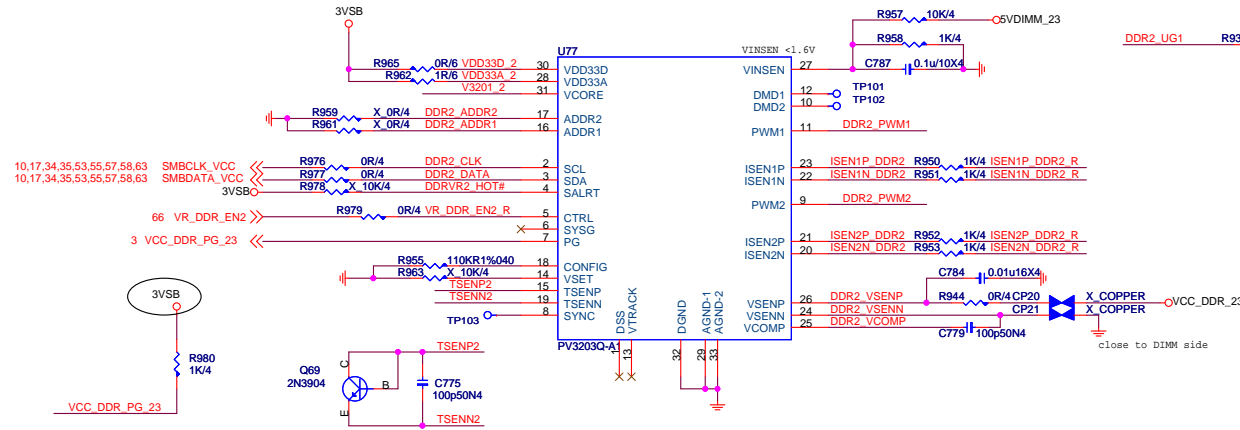 3VSB
R965 0R/6 VDD33D_2
R962 1R/6 VDD33A_2
V3201_2
R959 X_0R/4 DDR2_ADDR2
R961 X_0R/4 DDR2_ADDR1
10,17,34,35,53,55,57,58,63 SMBCLK_VCC R976 0R/4 DDR2_CLK
10,17,34,35,53,55,57,58,63 SMBDATA_VCC R977 0R/4 DDR2_DATA
3VSB R978 X_10K/4 DDRVR2_HOT#
66 VR_DDR_EN2 R979 0R/4 VR_DDR_EN2_R
3 VCC_DDR_PG_23
R955 110KR1%040
R963 X_10K/4
TSENP2
TSENN2
TP103
U77
VINSEN <1.6V
30 VDD33D
28 VDD33A
31 VCORE
17 ADDR2
16 ADDR1
2 SCL
3 SDA
4 SALRT
5 CTRL
6 SYSG
7 PG
18 CONFIG
14 VSET
15 TSENP
19 TSENN
8 SYNC
VINSEN 27
DMD1 12 TP101
DMD2 10 TP102
PWM1 11 DDR2_PWM1
ISEN1P 23 ISEN1P_DDR2 R950 1K/4 ISEN1P_DDR2_R
ISEN1N 22 ISEN1N_DDR2 R951 1K/4 ISEN1N_DDR2_R
PWM2 9 DDR2_PWM2
ISEN2P 21 ISEN2P_DDR2 R952 1K/4 ISEN2P_DDR2_R
ISEN2N 20 ISEN2N_DDR2 R953 1K/4 ISEN2N_DDR2_R
VSENP 26 DDR2_VSENP R944 0R/4 CP20 X_COPPER VCC_DDR_23
VSENN 24 DDR2_VSENN CP21 X_COPPER
VCOMP 25 DDR2_VCOMP
C784 0.01u16X4
C779 100p50N4
close to DIMM side
R957 10K/4 5VDIMM_23
R958 1K/4
C787 0.1u/10X4
DDR2_UG1 R93
DSS VTRACK DGND AGND-1 AGND-2
1 13 32 29 33
PV3203Q-A1
3VSB
R980
1K/4
VCC_DDR_PG_23
Q69
2N3904
C
B
E
TSENP2
C775
100p50N4
TSENN2